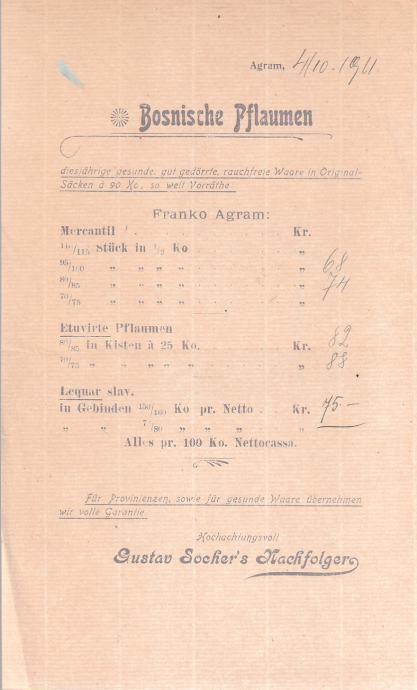 Agram, 4/10.1911
Bosnische Pflaumen
diesjährige gesunde, gut gedörrte, rauchfreie Waare in Original-
Säcken à 90 Ko, so weit Vorräthe.
Franko Agram:
Mercantil Kr.
110/115 Stück in ½ Ko "
95/100 " " " " " 68
80/85 " " " " " 74
70/75 " " " " "
Etuvirte Pflaumen
80/85 in Kisten à 25 Ko. Kr. 82
70/75 " " " " " " 88
Lequar slav.
in Gebinden 150/160 Ko pr. Netto . Kr. 75.—
" " /80 " " " "
Alles pr. 100 Ko. Nettocassa.
Für Provinienzen, sowie für gesunde Waare übernehmen
wir volle Garantie.
Hochachtungsvoll
Gustav Socher's Nachfolger